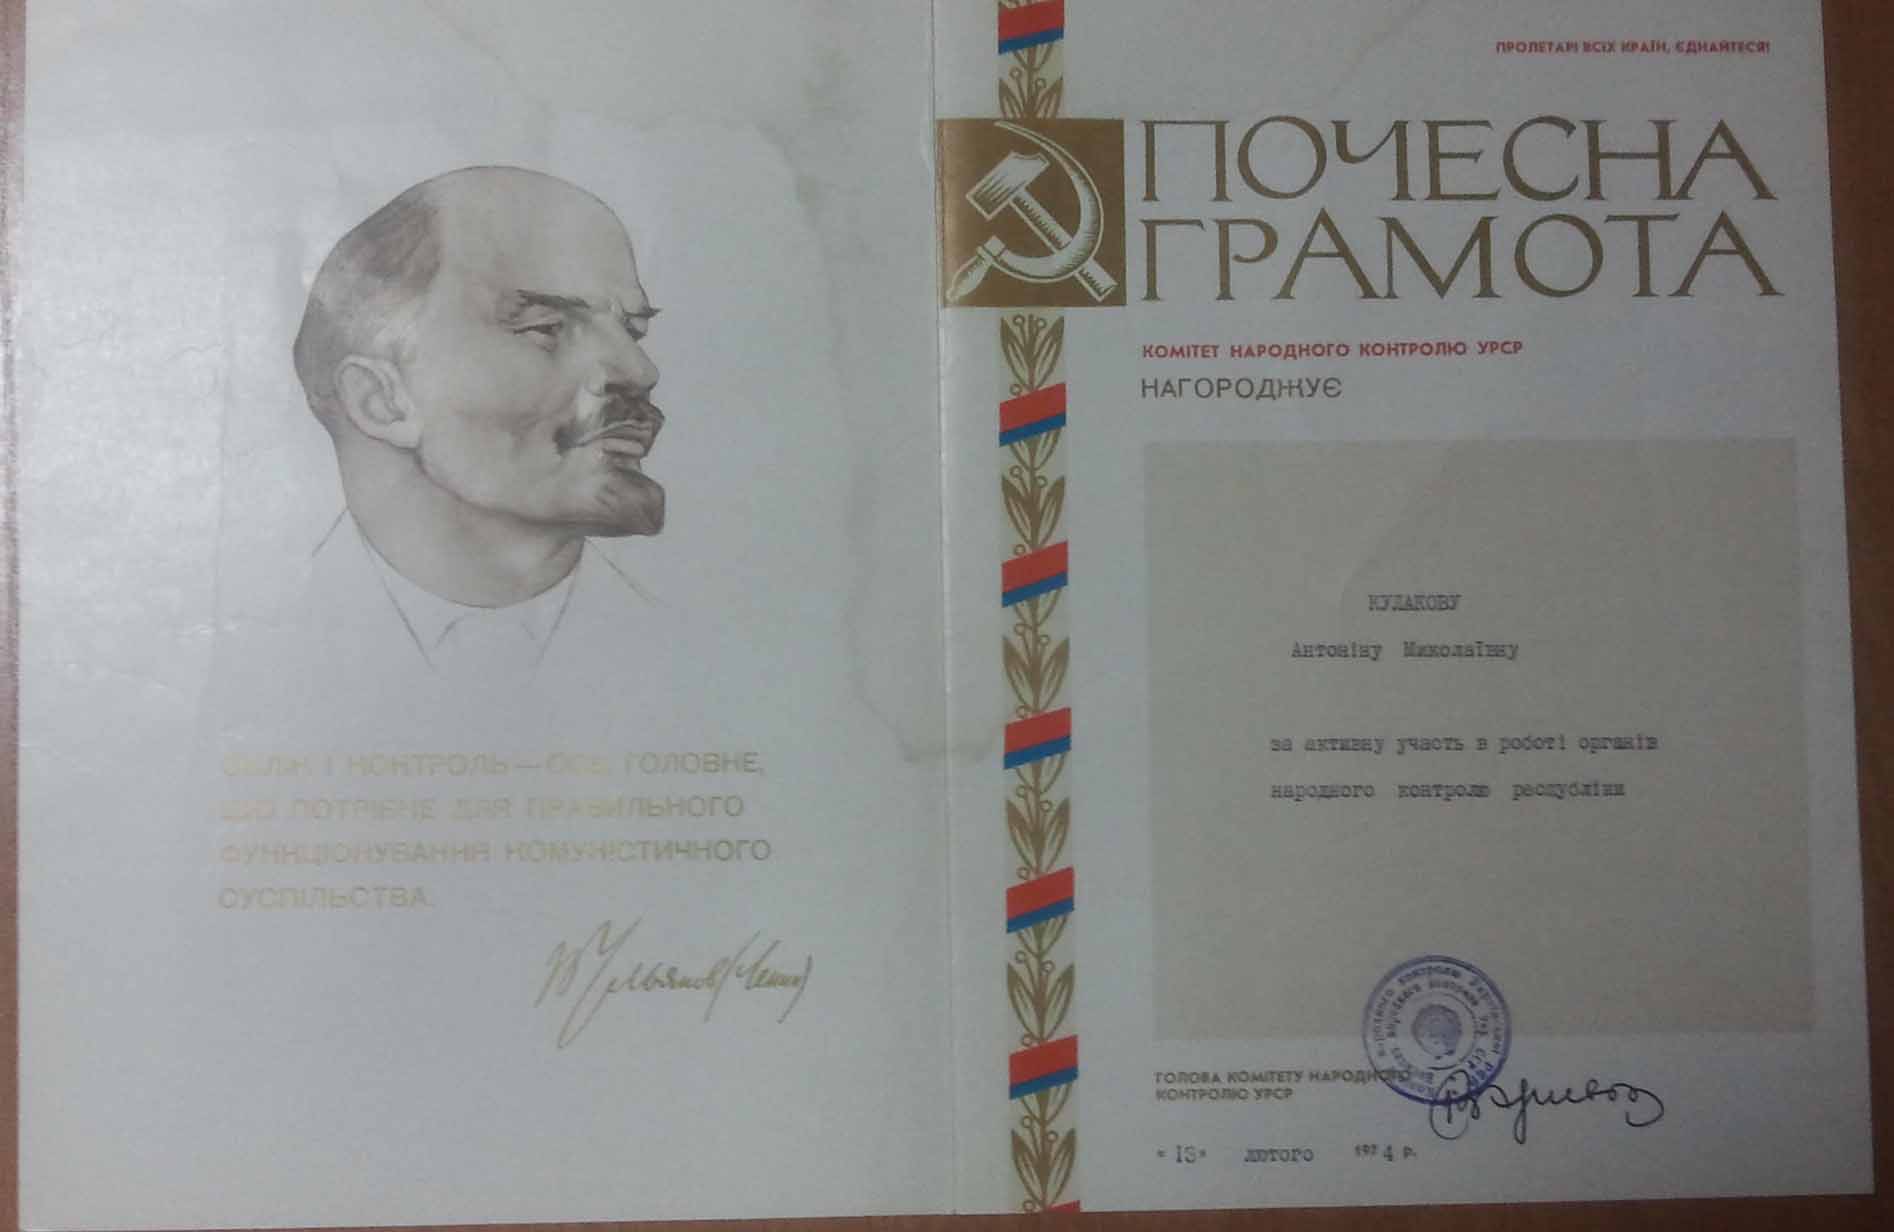 ОБЛІК І КОНТРОЛЬ — ОСЬ ГОЛОВНЕ,
ЩО ПОТРІБНЕ ДЛЯ ПРАВИЛЬНОГО
ФУНКЦІОНУВАННЯ КОМУНІСТИЧНОГО
СУСПІЛЬСТВА.
В Ульянов (Ленин)
ПРОЛЕТАРІ ВСІХ КРАЇН, ЄДНАЙТЕСЯ!
ПОЧЕСНА
ГРАМОТА
КОМІТЕТ НАРОДНОГО КОНТРОЛЮ УРСР
НАГОРОДЖУЄ
КУЛАКОВУ
Антоніну Миколаївну
за активну участь в роботі органів
народного контролю республіки
ГОЛОВА КОМІТЕТУ НАРОДНОГО
КОНТРОЛЮ УРСР
"13" лютого 1974 р.